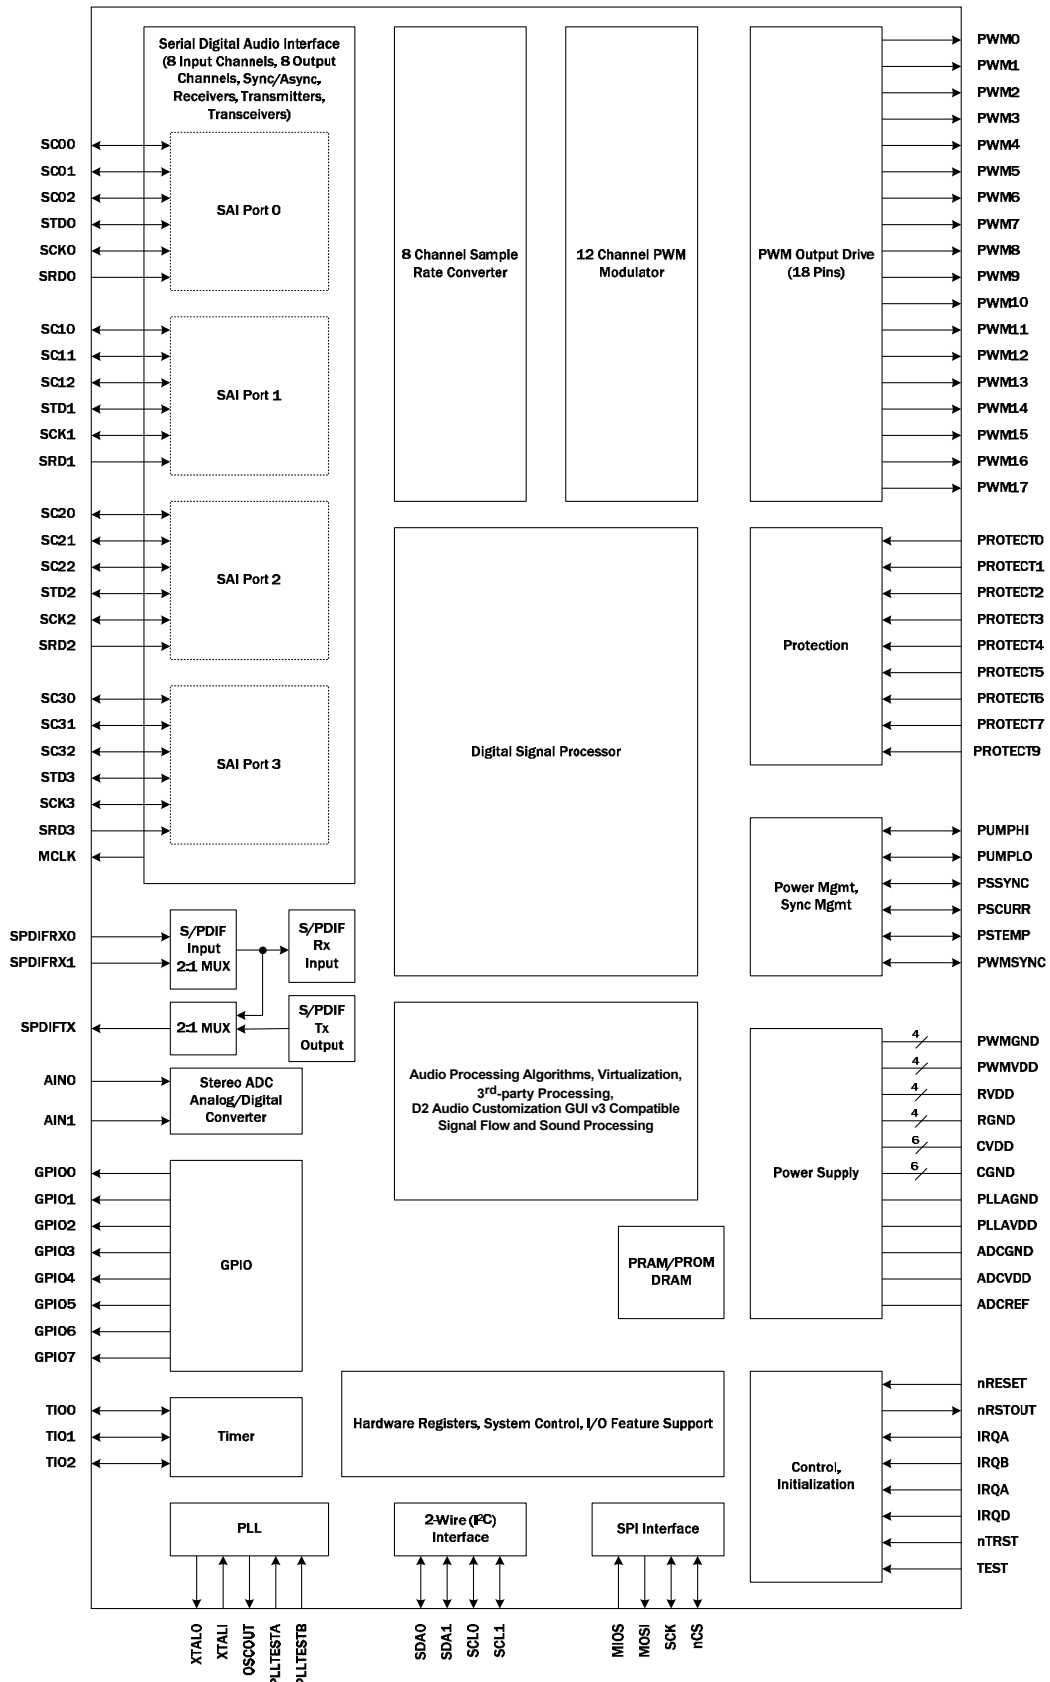 Serial Digital Audio Interface
(8 Input Channels, 8 Output
Channels, Sync/Async,
Receivers, Transmitters,
Transceivers)
SC00
SC01
SC02
STD0
SCK0
SRD0
SAI Port 0
SC10
SC11
SC12
STD1
SCK1
SRD1
SAI Port 1
SC20
SC21
SC22
STD2
SCK2
SRD2
SAI Port 2
SC30
SC31
SC32
STD3
SCK3
SRD3
MCLK
SAI Port 3
8 Channel Sample
Rate Converter
12 Channel PWM
Modulator
PWM Output Drive
(18 Pins)
PWM0
PWM1
PWM2
PWM3
PWM4
PWM5
PWM6
PWM7
PWM8
PWM9
PWM10
PWM11
PWM12
PWM13
PWM14
PWM15
PWM16
PWM17
Digital Signal Processor
Protection
PROTECT0
PROTECT1
PROTECT2
PROTECT3
PROTECT4
PROTECT5
PROTECT6
PROTECT7
PROTECT9
Power Mgmt,
Sync Mgmt
PUMPHI
PUMPLO
PSSYNC
PSCURR
PSTEMP
PWMSYNC
SPDIFRX0
SPDIFRX1
S/PDIF
Input
2:1 MUX
S/PDIF
Rx
Input
SPDIFTX
2:1 MUX
S/PDIF
Tx
Output
AIN0
AIN1
Stereo ADC
Analog/Digital
Converter
Audio Processing Algorithms, Virtualization,
3rd-party Processing,
D2 Audio Customization GUI v3 Compatible
Signal Flow and Sound Processing
Power Supply
4 PWMGND
4 PWMVDD
4 RVDD
4 RGND
6 CVDD
6 CGND
PLLAGND
PLLAVDD
ADCGND
ADCVDD
ADCREF
GPIO0
GPIO1
GPIO2
GPIO3
GPIO4
GPIO5
GPIO6
GPIO7
GPIO
PRAM/PROM
DRAM
TIO0
TIO1
TIO2
Timer
Hardware Registers, System Control, I/O Feature Support
Control,
Initialization
nRESET
nRSTOUT
IRQA
IRQB
IRQA
IRQD
nTRST
TEST
PLL
XTALO
XTALI
OSCOUT
PLLTESTA
PLLTESTB
2-Wire (I²C)
Interface
SDA0
SDA1
SCL0
SCL1
SPI Interface
MIOS
MOSI
SCK
nCS